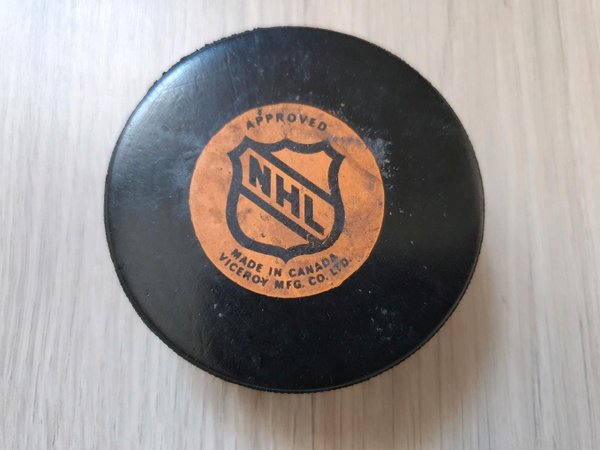 APPROVED
NHL
MADE IN CANADA
VICEROY MFG. CO. LTD.